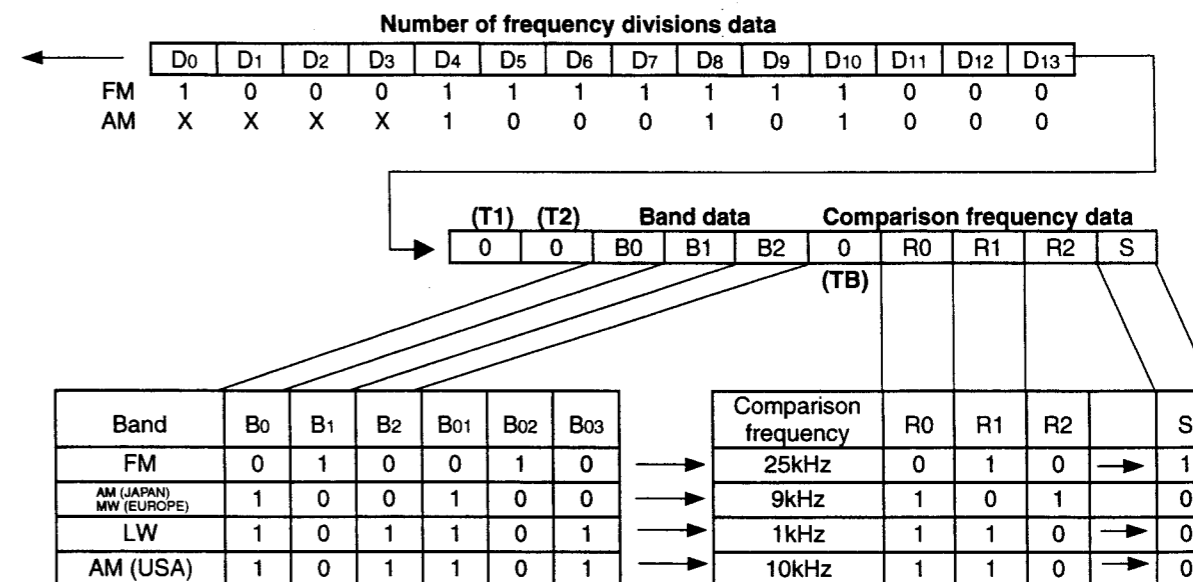 Number of frequency divisions data
D0 D1 D2 D3 D4 D5 D6 D7 D8 D9 D10 D11 D12 D13
FM 1 0 0 0 1 1 1 1 1 1 1 0 0 0
AM X X X X 1 0 0 0 1 0 1 0 0 0
(T1) (T2) Band data Comparison frequency data
0 0 B0 B1 B2 0 R0 R1 R2 S
(TB)
Band B0 B1 B2 B01 B02 B03
FM 0 1 0 0 1 0
AM (JAPAN)
MW (EUROPE) 1 0 0 1 0 0
LW 1 0 1 1 0 1
AM (USA) 1 0 1 1 0 1
Comparison
frequency R0 R1 R2 S
25kHz 0 1 0 1
9kHz 1 0 1 0
1kHz 1 1 0 0
10kHz 1 1 0 0